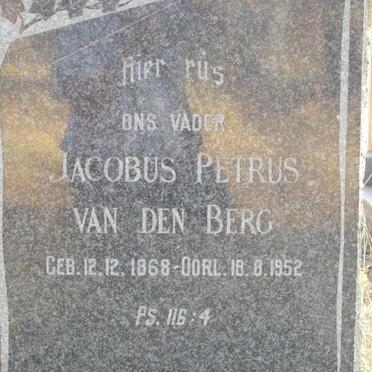 Hier rus
ONS VADER
JACOBUS PETRUS
VAN DEN BERG
GEB. 12. 12. 1868 - OORL. 18. 8. 1952
PS. 116:4